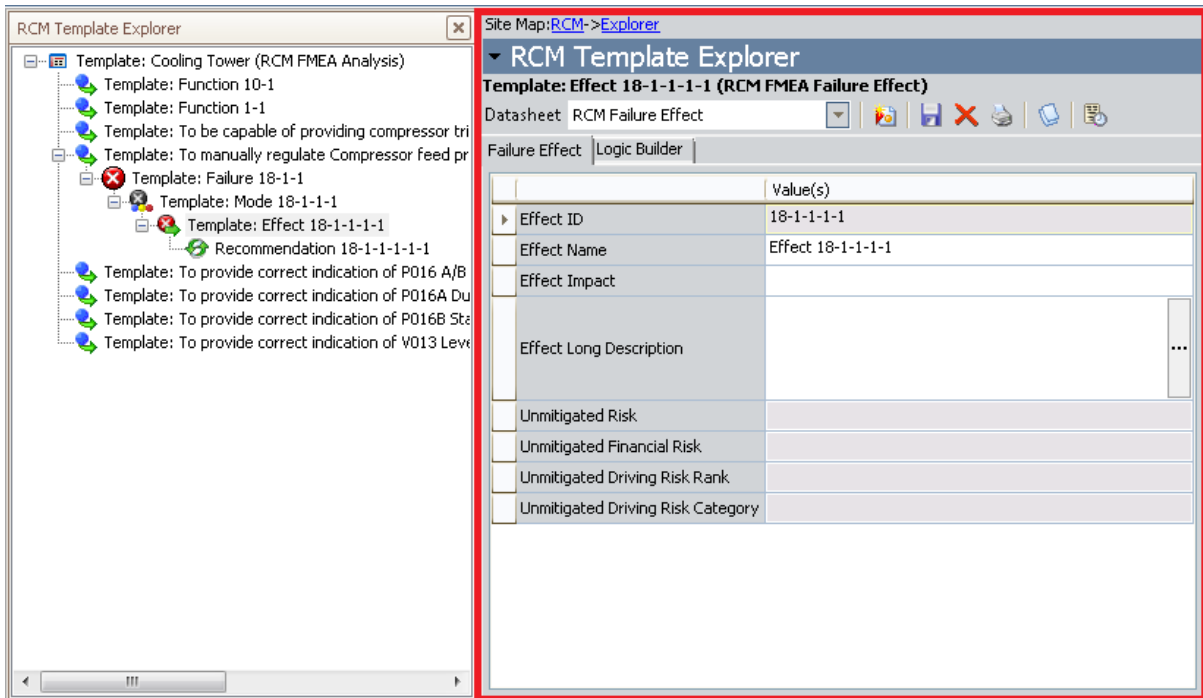 RCM Template Explorer
Template: Cooling Tower (RCM FMEA Analysis)
Template: Function 10-1
Template: Function 1-1
Template: To be capable of providing compressor tri
Template: To manually regulate Compressor feed pr
Template: Failure 18-1-1
Template: Mode 18-1-1-1
Template: Effect 18-1-1-1-1
Recommendation 18-1-1-1-1-1
Template: To provide correct indication of P016 A/B
Template: To provide correct indication of P016A Du
Template: To provide correct indication of P016B Sta
Template: To provide correct indication of V013 Leve
Site Map:RCM->Explorer
RCM Template Explorer
Template: Effect 18-1-1-1-1 (RCM FMEA Failure Effect)
Datasheet RCM Failure Effect
Failure Effect Logic Builder
Value(s)
Effect ID 18-1-1-1-1
Effect Name Effect 18-1-1-1-1
Effect Impact
Effect Long Description ...
Unmitigated Risk
Unmitigated Financial Risk
Unmitigated Driving Risk Rank
Unmitigated Driving Risk Category